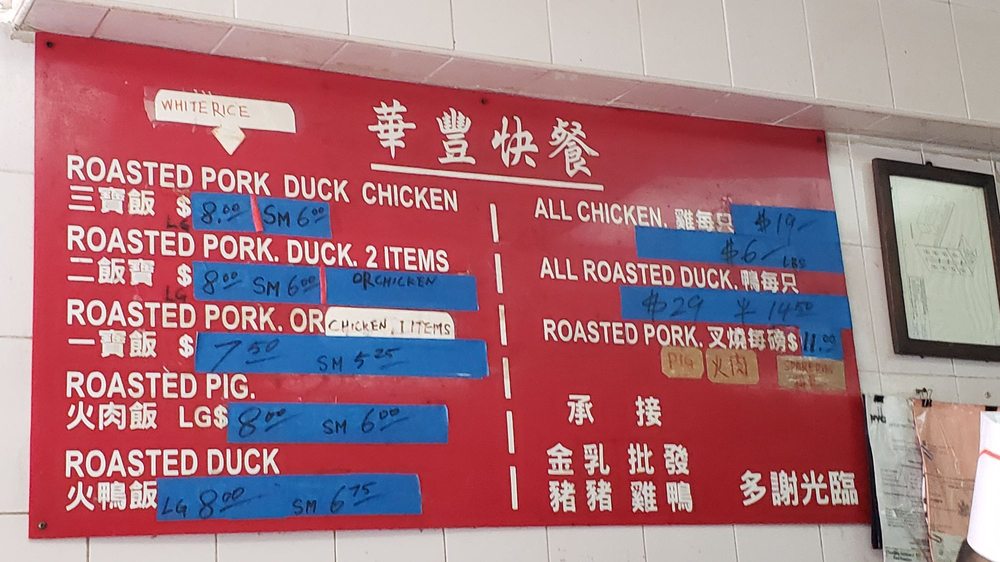 WHITE RICE
華豐快餐
ROASTED PORK DUCK CHICKEN
三寶飯 $ 8.00 SM 6.00
ROASTED PORK. DUCK. 2 ITEMS
二飯寶 $ 8.00 SM 6.00 OR CHICKEN
LG
ROASTED PORK. OR CHICKEN, 1 ITEMS
一寶飯 $ 7.50 SM 5.25
ROASTED PIG.
火肉飯 LG$ 8.00 SM 6.00
ROASTED DUCK
火鴨飯 LG 8.00 SM 6.75
ALL CHICKEN. 雞每只 $19-
$6- LBS
ALL ROASTED DUCK. 鴨每只
$29 半 14.50
ROASTED PORK. 叉燒每磅$ 11.00
PIG 火肉
承接
金乳批發
豬豬雞鴨
多謝光臨